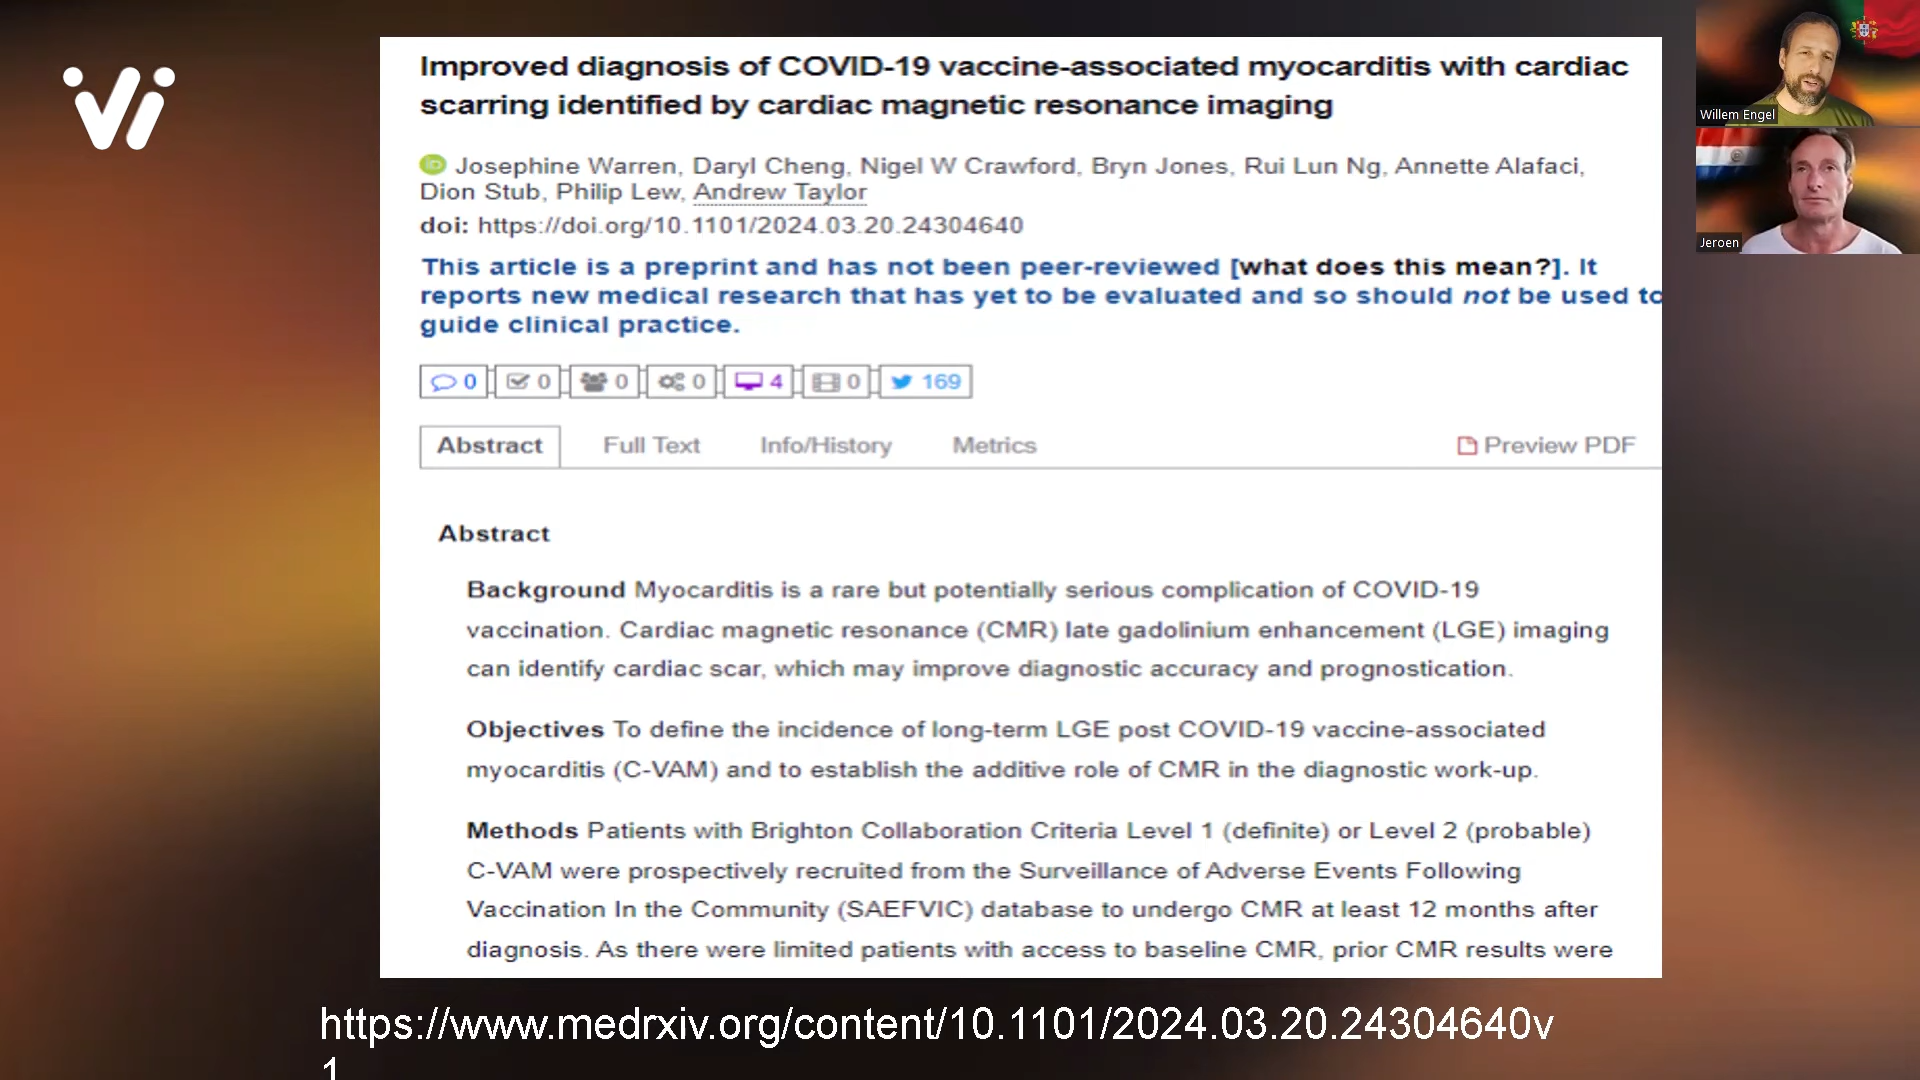 Vi
Improved diagnosis of COVID-19 vaccine-associated myocarditis with cardiac
scarring identified by cardiac magnetic resonance imaging
iD Josephine Warren, Daryl Cheng, Nigel W Crawford, Bryn Jones, Rui Lun Ng, Annette Alafaci,
Dion Stub, Philip Lew, Andrew Taylor
doi: https://doi.org/10.1101/2024.03.20.24304640
This article is a preprint and has not been peer-reviewed [what does this mean?]. It
reports new medical research that has yet to be evaluated and so should not be used to
guide clinical practice.
0 0 0 0 4 0 169
Abstract Full Text Info/History Metrics Preview PDF
Abstract
Background Myocarditis is a rare but potentially serious complication of COVID-19
vaccination. Cardiac magnetic resonance (CMR) late gadolinium enhancement (LGE) imaging
can identify cardiac scar, which may improve diagnostic accuracy and prognostication.
Objectives To define the incidence of long-term LGE post COVID-19 vaccine-associated
myocarditis (C-VAM) and to establish the additive role of CMR in the diagnostic work-up.
Methods Patients with Brighton Collaboration Criteria Level 1 (definite) or Level 2 (probable)
C-VAM were prospectively recruited from the Surveillance of Adverse Events Following
Vaccination In the Community (SAEFVIC) database to undergo CMR at least 12 months after
diagnosis. As there were limited patients with access to baseline CMR, prior CMR results were
https://www.medrxiv.org/content/10.1101/2024.03.20.24304640v
1
Willem Engel
Jeroen